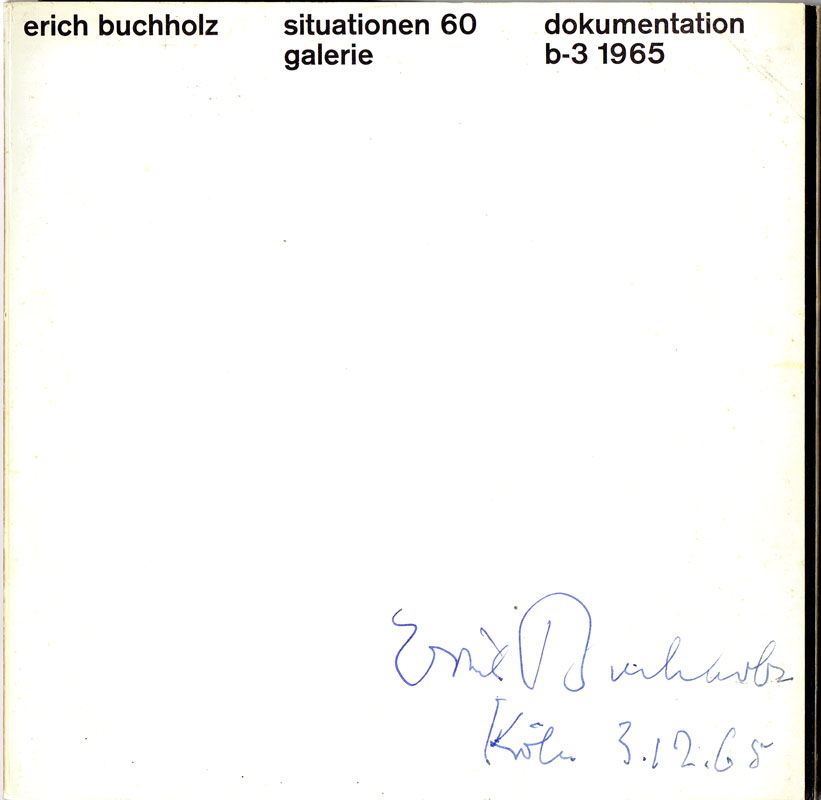 erich buchholz
situationen 60
galerie
dokumentation
b-3 1965
Erich Buchholz
Köln 3.12.65